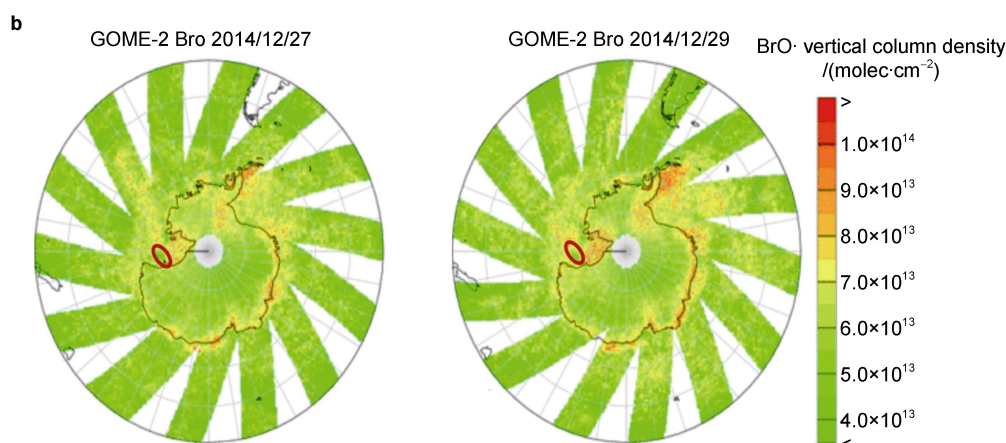 b
GOME-2 Bro 2014/12/27
GOME-2 Bro 2014/12/29
BrO· vertical column density
/(molec·cm⁻²)
>
1.0×10¹⁴
9.0×10¹³
8.0×10¹³
7.0×10¹³
6.0×10¹³
5.0×10¹³
4.0×10¹³
<